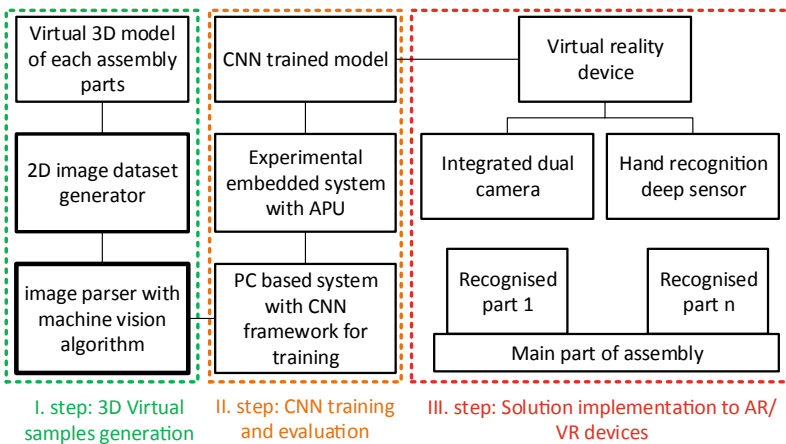 Virtual 3D model
of each assembly
parts
2D image dataset
generator
image parser with
machine vision
algorithm
I. step: 3D Virtual
samples generation
CNN trained model
Experimental
embedded system
with APU
PC based system
with CNN
framework for
training
II. step: CNN training
and evaluation
Virtual reality
device
Integrated dual
camera
Hand recognition
deep sensor
Recognised
part 1
Recognised
part n
Main part of assembly
III. step: Solution implementation to AR/
VR devices